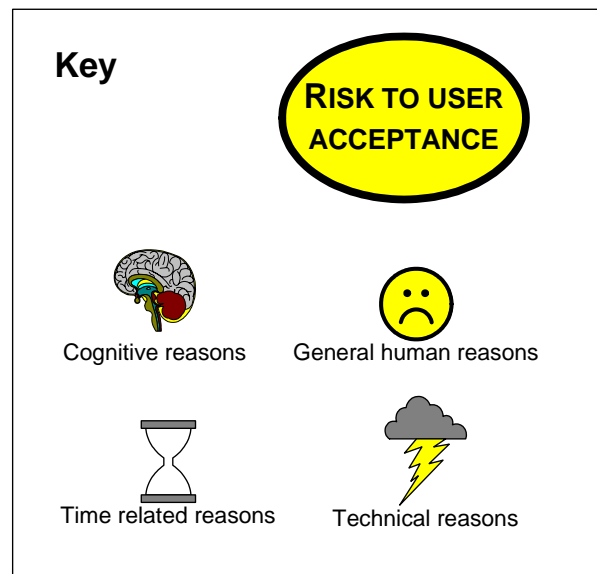 Key
RISK TO USER
ACCEPTANCE
Cognitive reasons
General human reasons
Time related reasons
Technical reasons